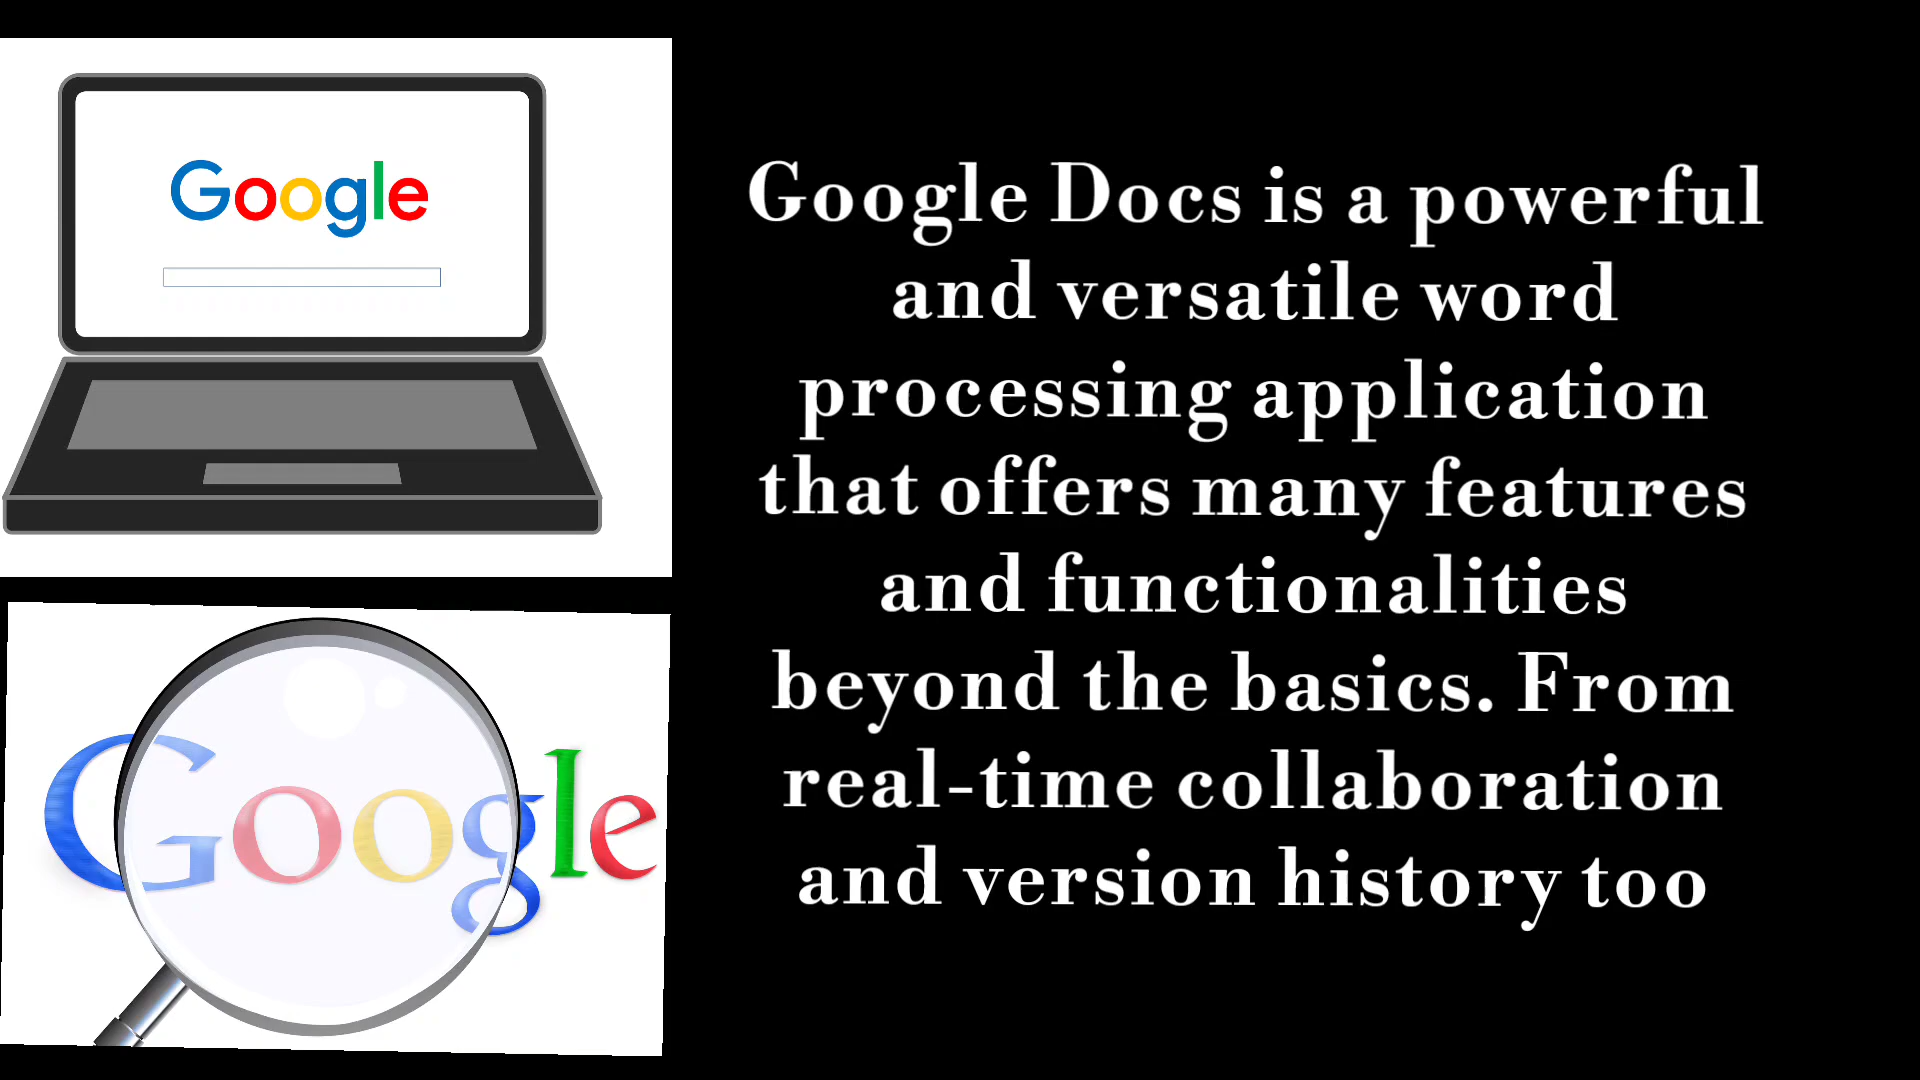 Google
Google
Google Docs is a powerful
and versatile word
processing application
that offers many features
and functionalities
beyond the basics. From
real-time collaboration
and version history too